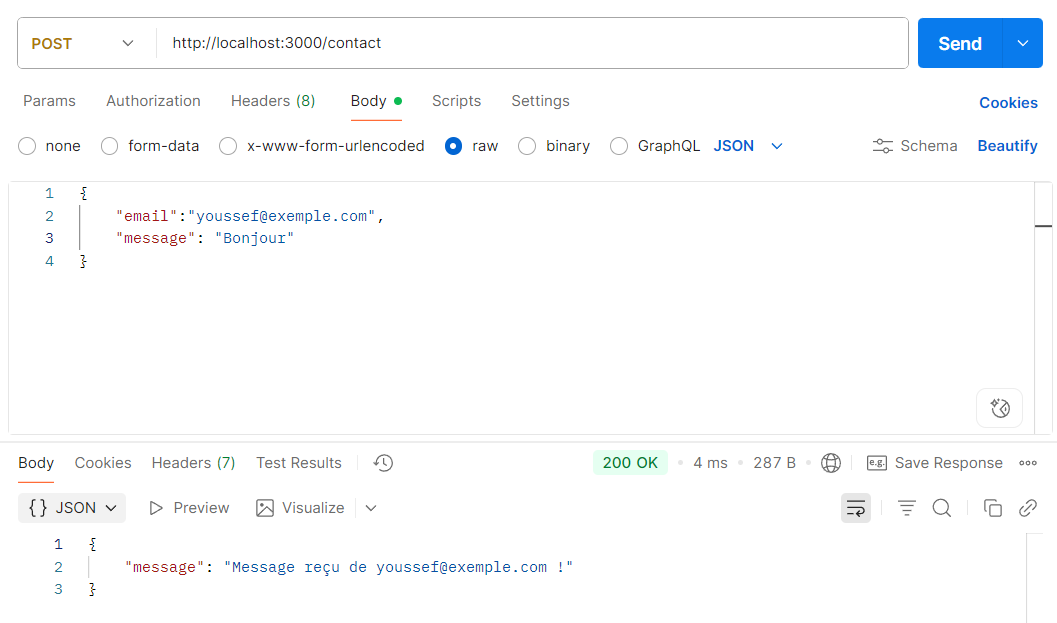 POST http://localhost:3000/contact Send
Params Authorization Headers (8) Body Scripts Settings Cookies
none form-data x-www-form-urlencoded raw binary GraphQL JSON Schema Beautify
1 {
2 "email":"youssef@exemple.com",
3 "message": "Bonjour"
4 }
Body Cookies Headers (7) Test Results 200 OK 4 ms 287 B e.g. Save Response
{} JSON Preview Visualize
1 {
2 "message": "Message reçu de youssef@exemple.com !"
3 }